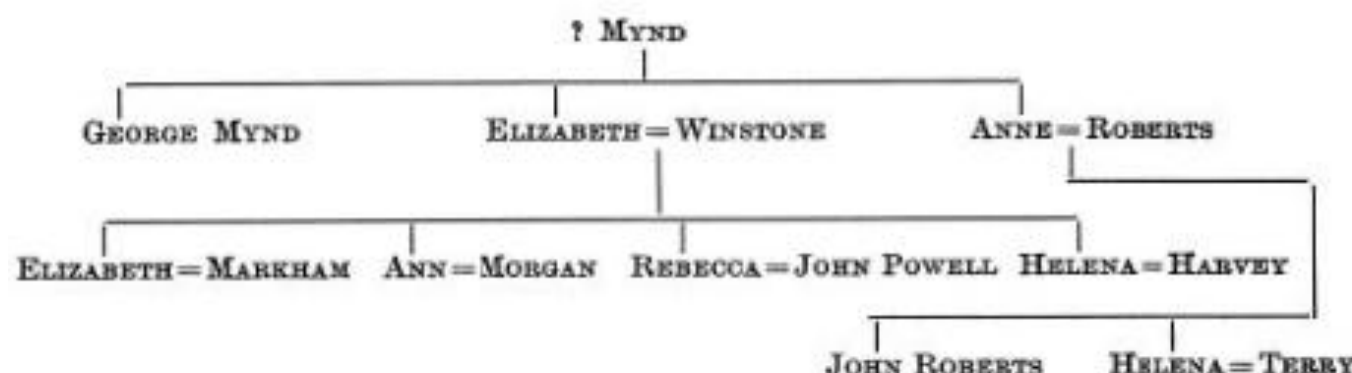 ? MYND
GEORGE MYND ELIZABETH=WINSTONE ANNE=ROBERTS
ELIZABETH=MARKHAM ANN=MORGAN REBECCA=JOHN POWELL HELENA=HARVEY
JOHN ROBERTS HELENA=TERRY